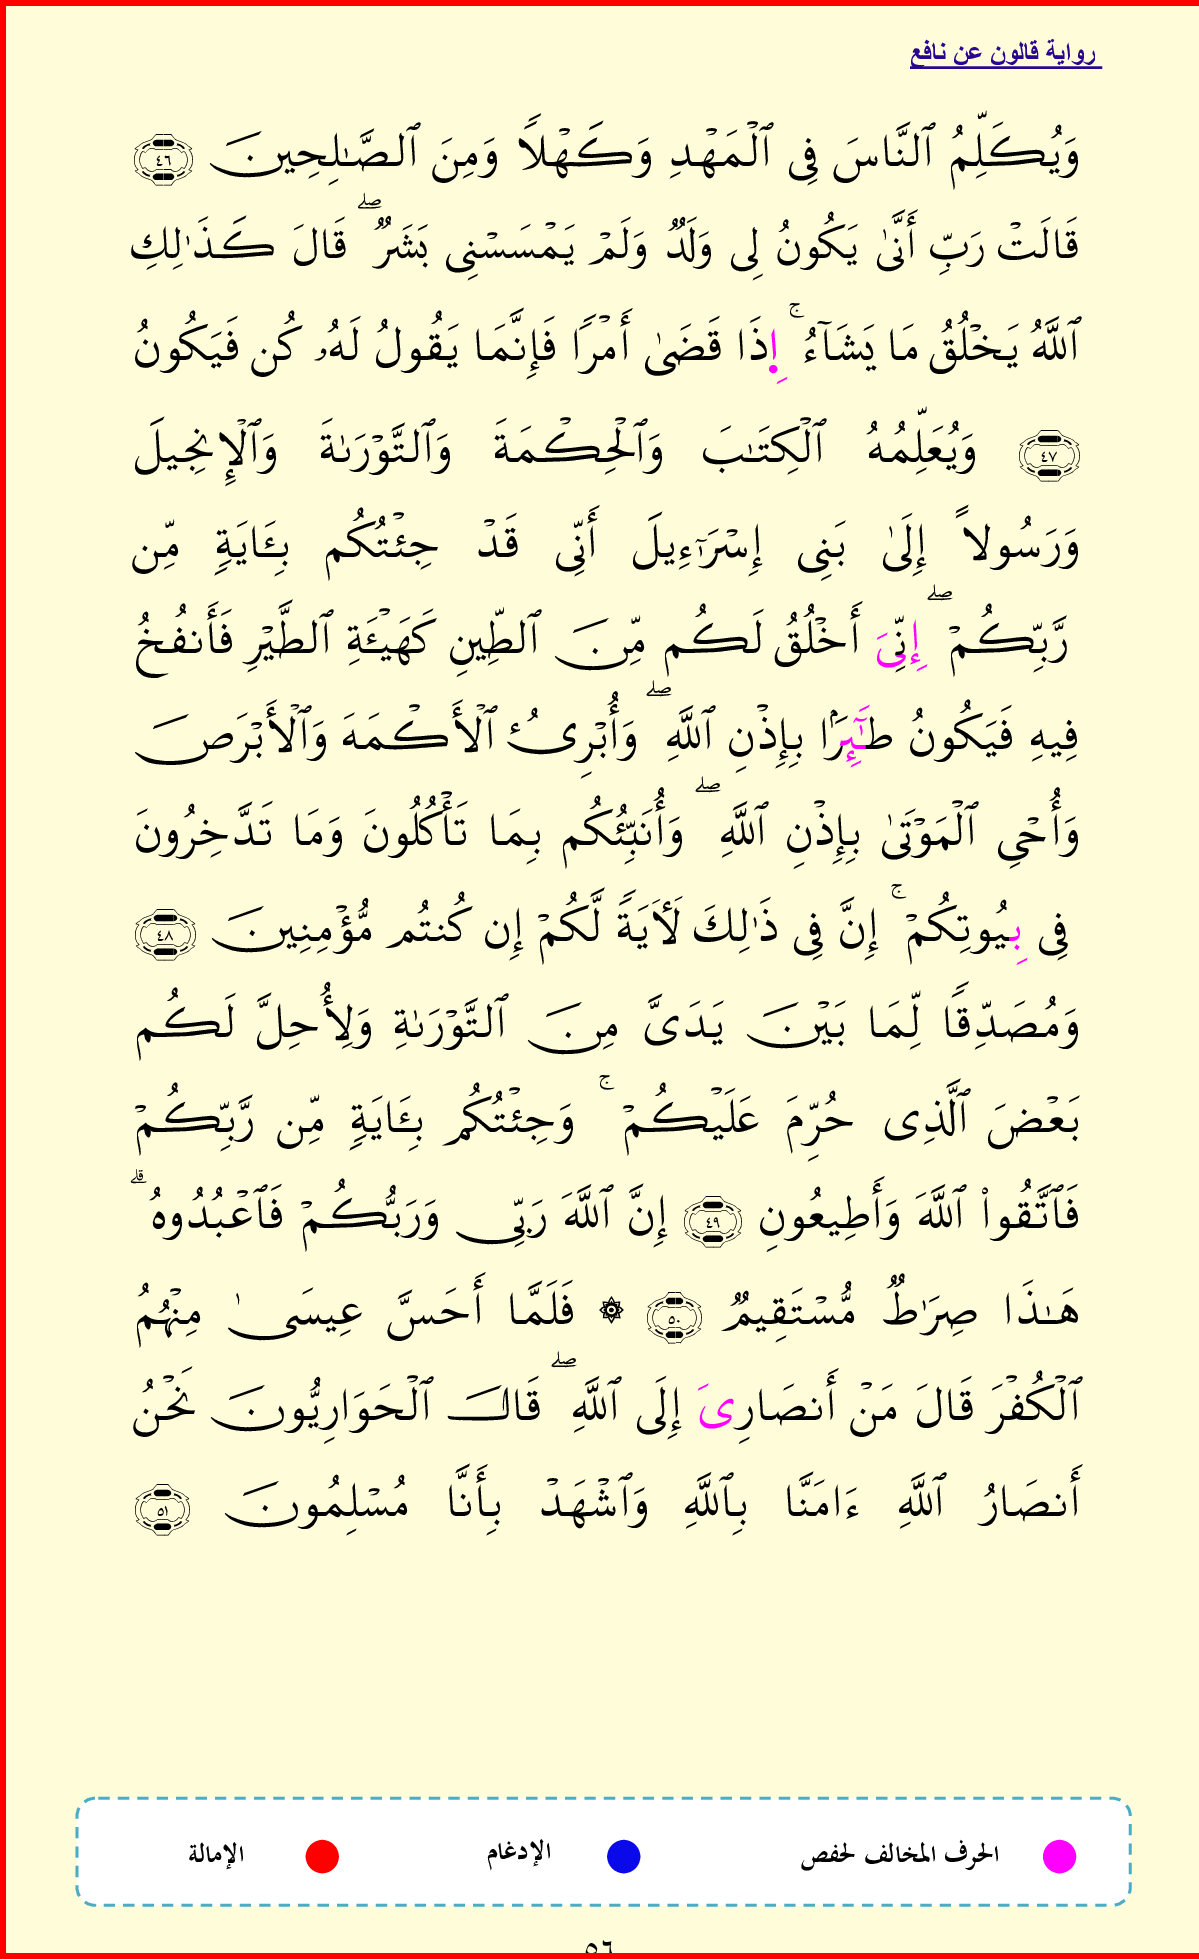 رواية قالون عن نافع
وَيُكَلِّمُ ٱلنَّاسَ فِى ٱلْمَهْدِ وَكَهْلًا وَمِنَ ٱلصَّـٰلِحِينَ ٤٦
قَالَتْ رَبِّ أَنَّىٰ يَكُونُ لِى وَلَدٌ وَلَمْ يَمْسَسْنِى بَشَرٌ ۖ قَالَ كَذَٰلِكِ
ٱللَّهُ يَخْلُقُ مَا يَشَآءُ ۚ إِذَا قَضَىٰ أَمْرًا فَإِنَّمَا يَقُولُ لَهُۥ كُن فَيَكُونُ
٤٧ وَيُعَلِّمُهُ ٱلْكِتَـٰبَ وَٱلْحِكْمَةَ وَٱلتَّوْرَىٰةَ وَٱلْإِنجِيلَ
وَرَسُولًا إِلَىٰ بَنِى إِسْرَٰٓءِيلَ أَنِّى قَدْ جِئْتُكُم بِـَٔايَةٍ مِّن
رَّبِّكُمْ ۖ إِنِّىَ أَخْلُقُ لَكُم مِّنَ ٱلطِّينِ كَهَيْـَٔةِ ٱلطَّيْرِ فَأَنفُخُ
فِيهِ فَيَكُونُ طَـٰٓئِرًۢا بِإِذْنِ ٱللَّهِ ۖ وَأُبْرِئُ ٱلْأَكْمَهَ وَٱلْأَبْرَصَ
وَأُحْىِ ٱلْمَوْتَىٰ بِإِذْنِ ٱللَّهِ ۖ وَأُنَبِّئُكُم بِمَا تَأْكُلُونَ وَمَا تَدَّخِرُونَ
فِى بِيُوتِكُمْ ۚ إِنَّ فِى ذَٰلِكَ لَأٓيَةً لَّكُمْ إِن كُنتُم مُّؤْمِنِينَ ٤٨
وَمُصَدِّقًا لِّمَا بَيْنَ يَدَىَّ مِنَ ٱلتَّوْرَىٰةِ وَلِأُحِلَّ لَكُم
بَعْضَ ٱلَّذِى حُرِّمَ عَلَيْكُمْ ۚ وَجِئْتُكُم بِـَٔايَةٍ مِّن رَّبِّكُمْ
فَٱتَّقُوا۟ ٱللَّهَ وَأَطِيعُونِ ٤٩ إِنَّ ٱللَّهَ رَبِّى وَرَبُّكُمْ فَٱعْبُدُوهُ ۗ
هَـٰذَا صِرَٰطٌ مُّسْتَقِيمٌ ٥٠ ۞ فَلَمَّا أَحَسَّ عِيسَىٰ مِنْهُمُ
ٱلْكُفْرَ قَالَ مَنْ أَنصَارِىَ إِلَى ٱللَّهِ ۖ قَالَ ٱلْحَوَارِيُّونَ نَحْنُ
أَنصَارُ ٱللَّهِ ءَامَنَّا بِٱللَّهِ وَٱشْهَدْ بِأَنَّا مُسْلِمُونَ ٥١
الحرف المخالف لحفص الإدغام الإمالة
٥٦